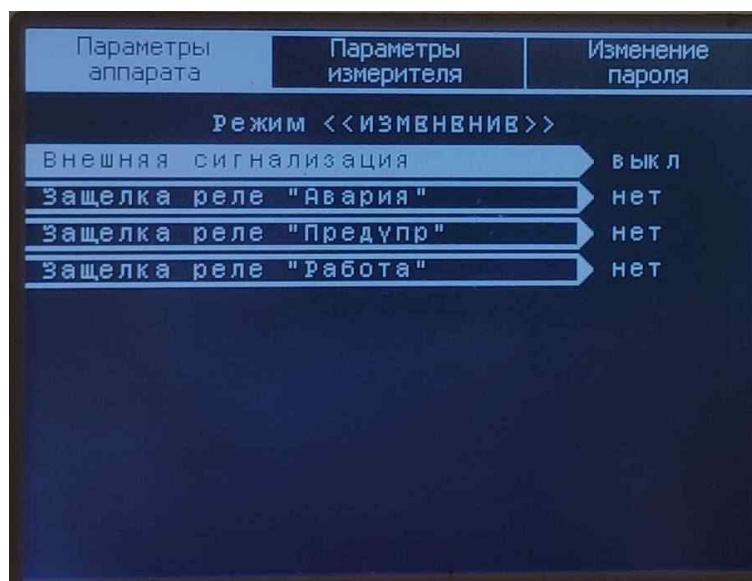 Параметры аппарата
Параметры измерителя
Изменение пароля
Режим <<ИЗМЕНЕНИЕ>>
Внешняя сигнализация выкл
Защелка реле "Авария" нет
Защелка реле "Предупр" нет
Защелка реле "Работа" нет